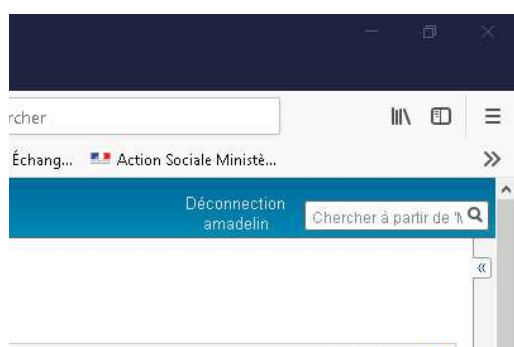 rcher
Échang... Action Sociale Ministè...
Déconnection
amadelin
Chercher à partir de '